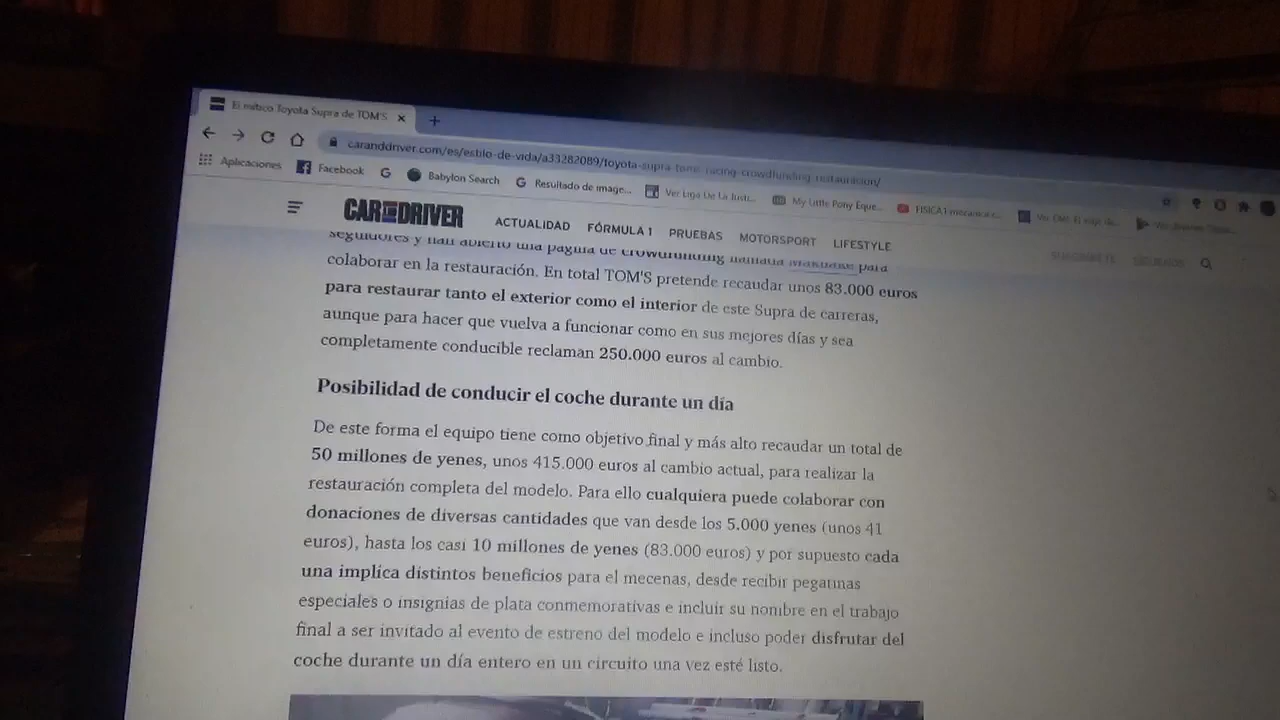 El mítico Toyota Supra de TOM'S
caranddriver.com/es/estilo-de-vida/a33282089/toyota-supra-toms-racing-crowdfunding-restauracion/
Aplicaciones Facebook Babylon Search Resultado de image... Ver Liga De La Justi... My Little Pony Eque... FISICA I mecanica c...
CAR AND DRIVER ACTUALIDAD FÓRMULA 1 PRUEBAS MOTORSPORT LIFESTYLE
SUSCRÍBETE SÍGUENOS
seguidores y han abierto una página de crowdfunding llamada Makuake para
colaborar en la restauración. En total TOM'S pretende recaudar unos 83.000 euros
para restaurar tanto el exterior como el interior de este Supra de carreras,
aunque para hacer que vuelva a funcionar como en sus mejores días y sea
completamente conducible reclaman 250.000 euros al cambio.
Posibilidad de conducir el coche durante un día
De este forma el equipo tiene como objetivo final y más alto recaudar un total de
50 millones de yenes, unos 415.000 euros al cambio actual, para realizar la
restauración completa del modelo. Para ello cualquiera puede colaborar con
donaciones de diversas cantidades que van desde los 5.000 yenes (unos 41
euros), hasta los casi 10 millones de yenes (83.000 euros) y por supuesto cada
una implica distintos beneficios para el mecenas, desde recibir pegatinas
especiales o insignias de plata conmemorativas e incluir su nombre en el trabajo
final a ser invitado al evento de estreno del modelo e incluso poder disfrutar del
coche durante un día entero en un circuito una vez esté listo.